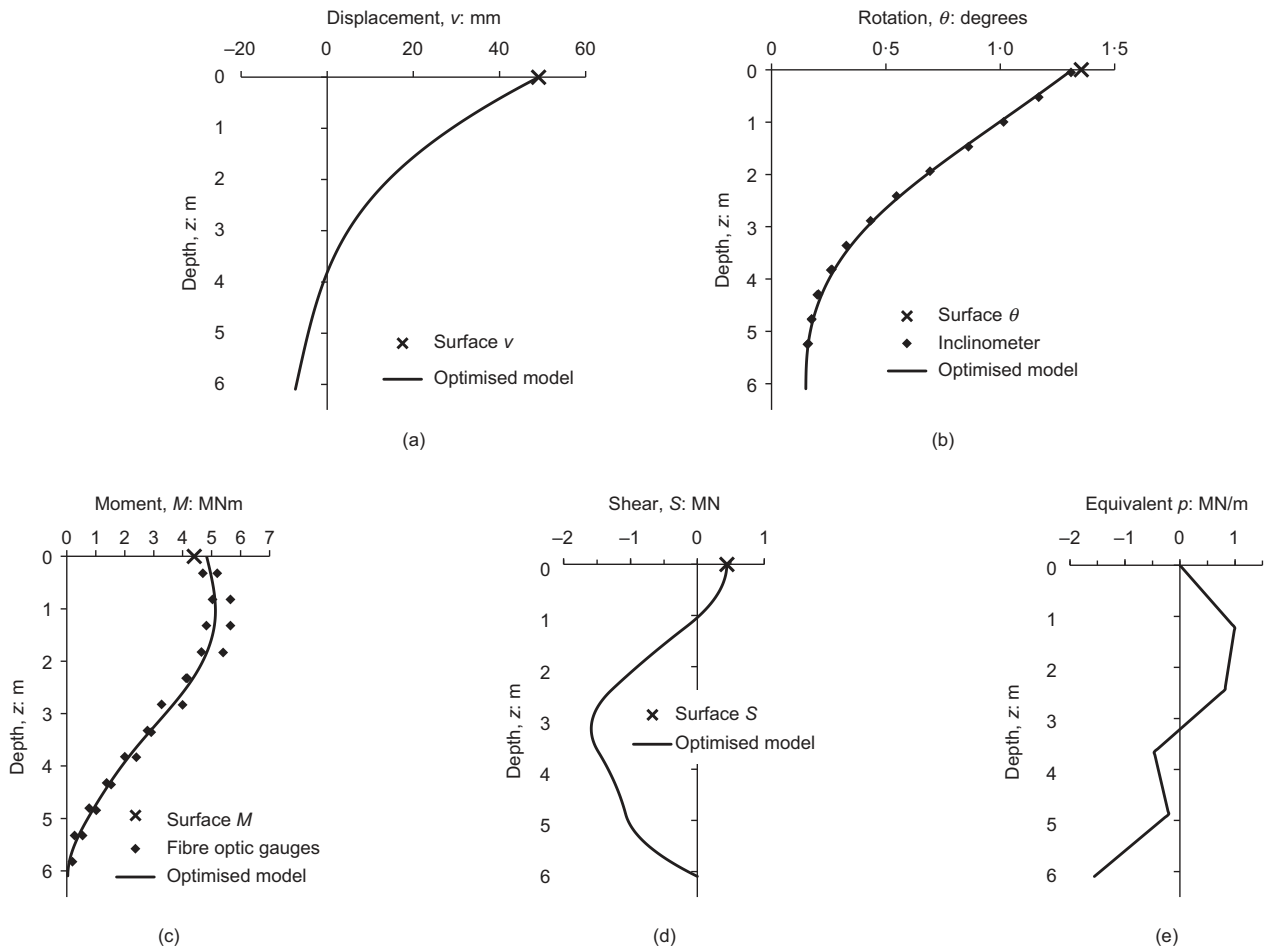 Displacement, v: mm
–20 0 20 40 60
0
1
2
3
4
5
6
Depth, z: m
Surface v
Optimised model
(a)
Rotation, θ: degrees
0 0·5 1·0 1·5
0
1
2
3
4
5
6
Depth, z: m
Surface θ
Inclinometer
Optimised model
(b)
Moment, M: MNm
0 1 2 3 4 5 6 7
0
1
2
3
4
5
6
Depth, z: m
Surface M
Fibre optic gauges
Optimised model
(c)
Shear, S: MN
–2 –1 0 1
0
1
2
3
4
5
6
Depth, z: m
Surface S
Optimised model
(d)
Equivalent p: MN/m
–2 –1 0 1
0
1
2
3
4
5
6
Depth, z: m
(e)